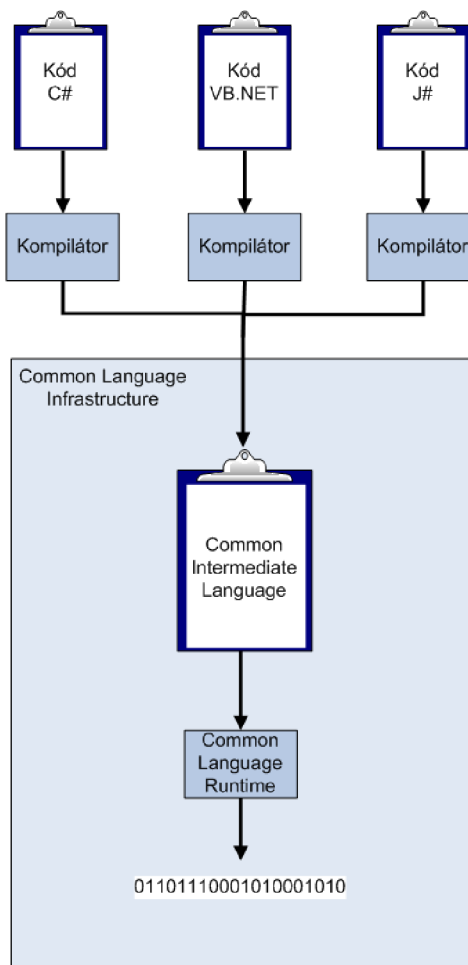 Kód
C#
Kód
VB.NET
Kód
J#
Kompilátor
Kompilátor
Kompilátor
Common Language
Infrastructure
Common
Intermediate
Language
Common
Language
Runtime
01101110001010001010